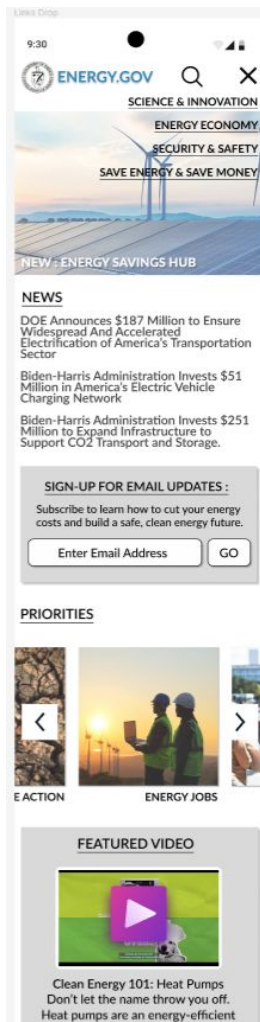 Links Drop
9:30
ENERGY.GOV
SCIENCE & INNOVATION
ENERGY ECONOMY
SECURITY & SAFETY
SAVE ENERGY & SAVE MONEY
NEW : ENERGY SAVINGS HUB
NEWS
DOE Announces $187 Million to Ensure
Widespread And Accelerated
Electrification of America's Transportation
Sector
Biden-Harris Administration Invests $51
Million in America's Electric Vehicle
Charging Network
Biden-Harris Administration Invests $251
Million to Expand Infrastructure to
Support CO2 Transport and Storage.
SIGN-UP FOR EMAIL UPDATES :
Subscribe to learn how to cut your energy
costs and build a safe, clean energy future.
Enter Email Address
GO
PRIORITIES
E ACTION
ENERGY JOBS
FEATURED VIDEO
Clean Energy 101: Heat Pumps
Don't let the name throw you off.
Heat pumps are an energy-efficient